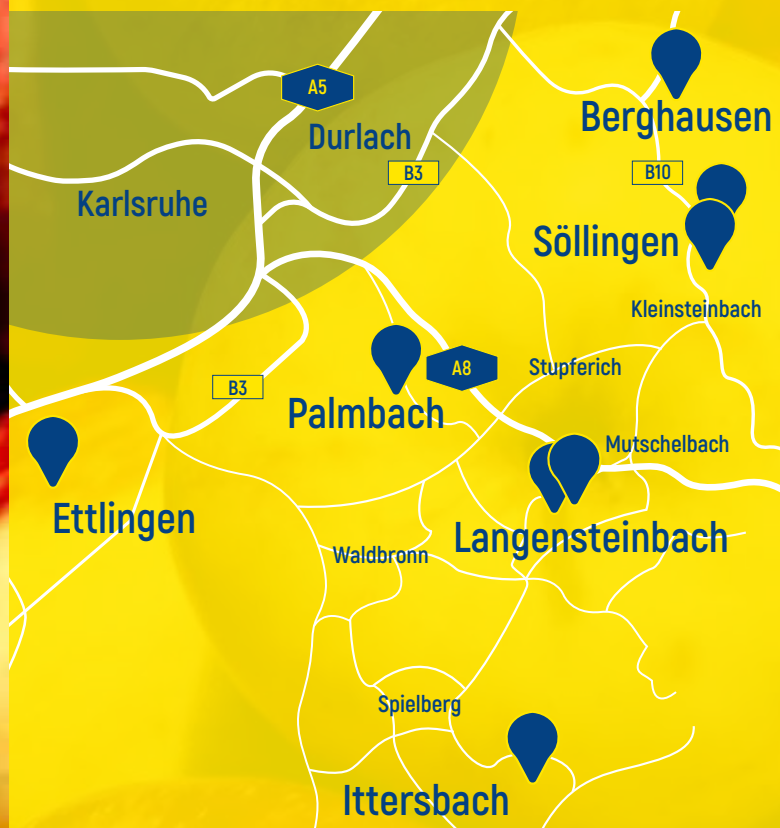 A5
Berghausen
Durlach
B3
B10
Karlsruhe
Söllingen
Kleinsteinbach
A8
Stupferich
B3
Palmbach
Mutschelbach
Ettlingen
Langensteinbach
Waldbronn
Spielberg
Ittersbach